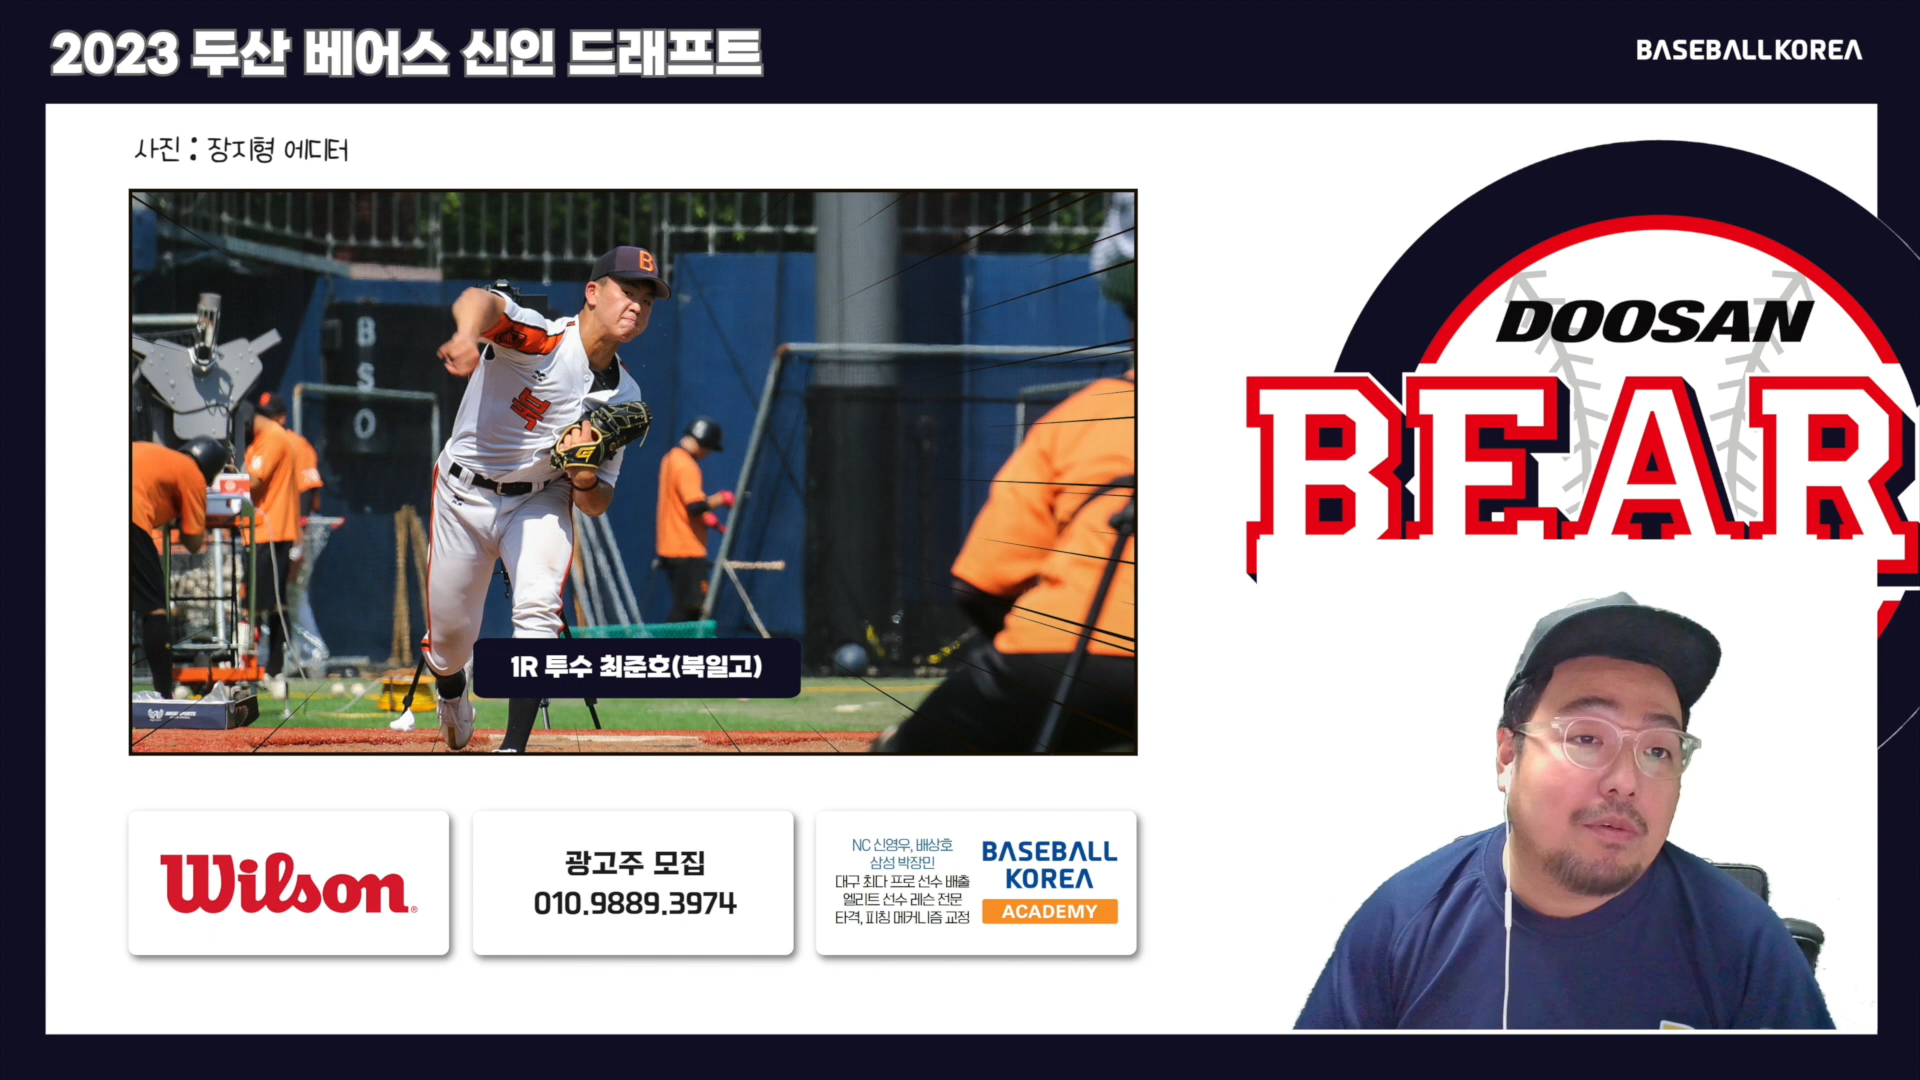 2023 두산 베어스 신인 드래프트
BASEBALLKOREA
사진 : 장지형 에디터
B
B
S
O
북
1R 투수 최준호(북일고)
DOOSAN
BEAR
Wilson
광고주 모집
010.9889.3974
NC 신영우, 배상호
삼성 박장민
대구 최다 프로 선수 배출
엘리트 선수 레슨 전문
타격, 피칭 메커니즘 교정
BASEBALL
KOREA
ACADEMY